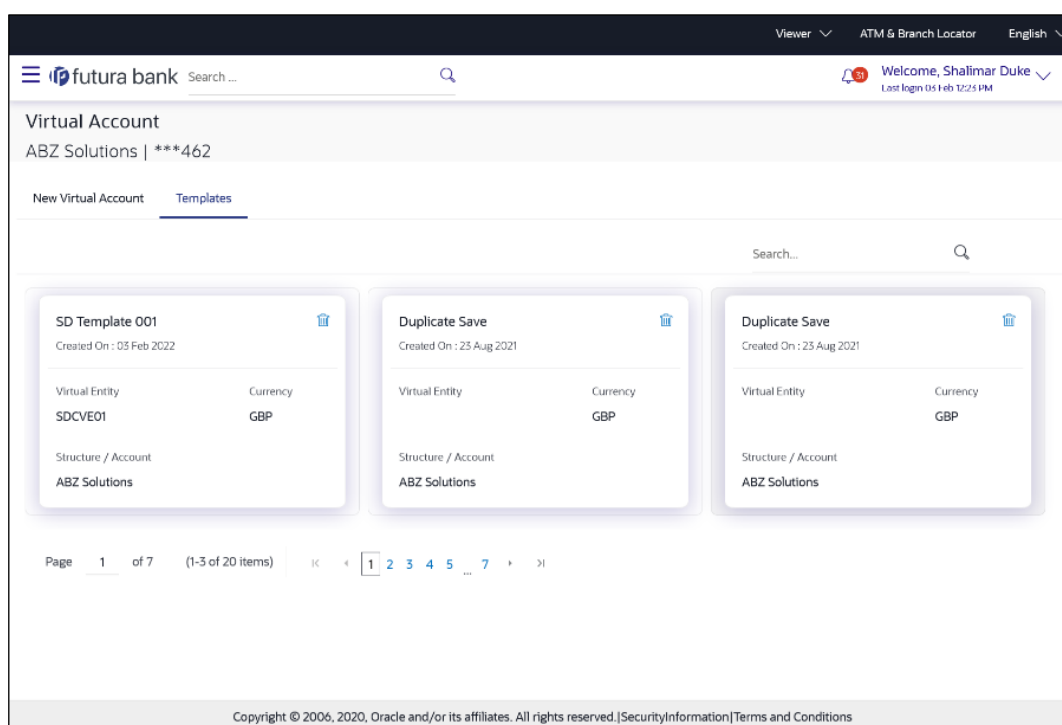 Viewer ATM & Branch Locator English
futura bank Search ... 31 Welcome, Shalimar Duke
Last login 03 Feb 12:23 PM
Virtual Account
ABZ Solutions | ***462
New Virtual Account Templates
Search...
SD Template 001 Duplicate Save Duplicate Save
Created On : 03 Feb 2022 Created On : 23 Aug 2021 Created On : 23 Aug 2021
Virtual Entity Currency Virtual Entity Currency Virtual Entity Currency
SDCVE01 GBP GBP GBP
Structure / Account Structure / Account Structure / Account
ABZ Solutions ABZ Solutions ABZ Solutions
Page 1 of 7 (1-3 of 20 items) 1 2 3 4 5 ... 7
Copyright © 2006, 2020, Oracle and/or its affiliates. All rights reserved.|SecurityInformation|Terms and Conditions